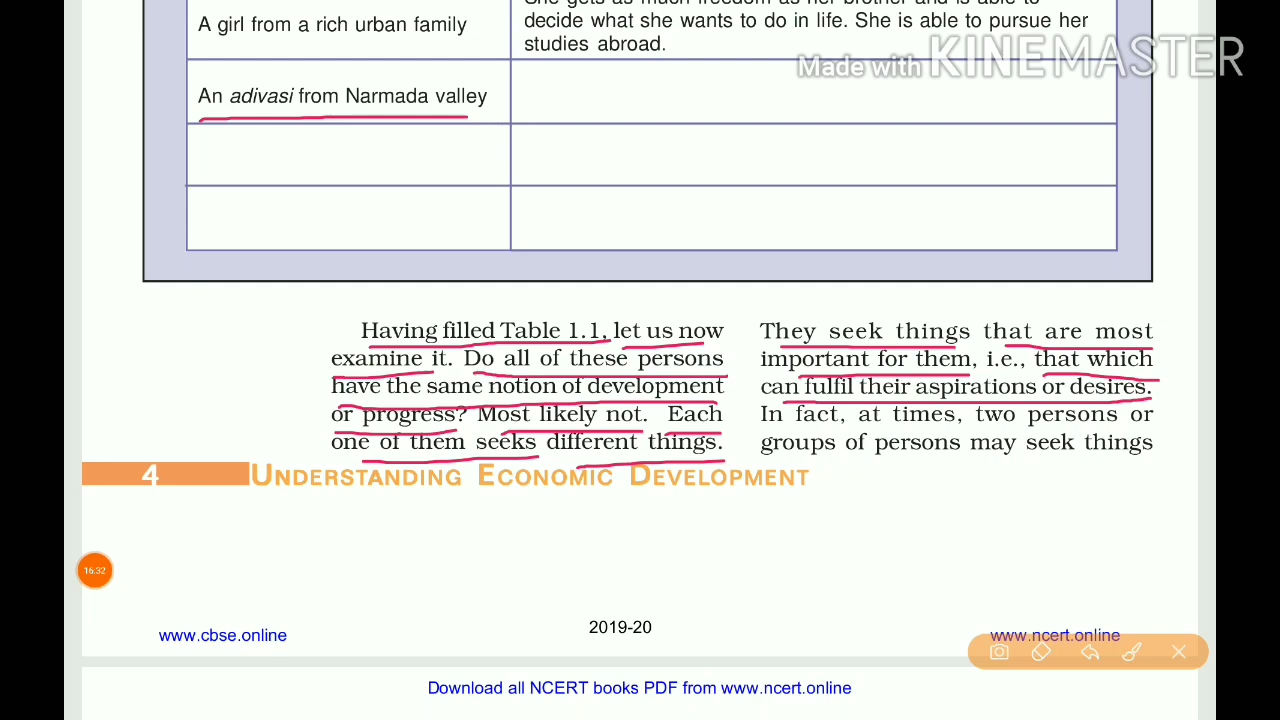 She gets as much freedom as her brother and is able to
A girl from a rich urban family
decide what she wants to do in life. She is able to pursue her
studies abroad.
Made with KINEMASTER
An adivasi from Narmada valley
Having filled Table 1.1, let us now
examine it. Do all of these persons
have the same notion of development
or progress? Most likely not. Each
one of them seeks different things.
They seek things that are most
important for them, i.e., that which
can fulfil their aspirations or desires.
In fact, at times, two persons or
groups of persons may seek things
4 UNDERSTANDING ECONOMIC DEVELOPMENT
16:32
www.cbse.online
2019-20
www.ncert.online
Download all NCERT books PDF from www.ncert.online